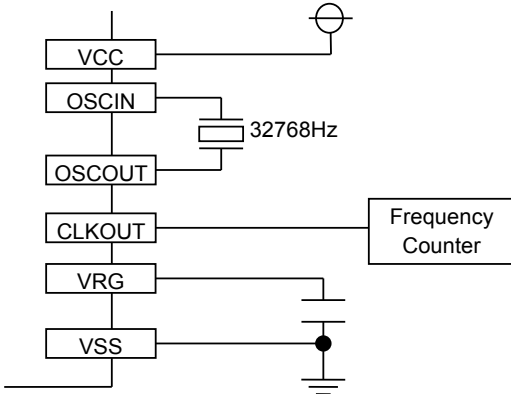 VCC
OSCIN
32768Hz
OSCOUT
CLKOUT
Frequency
Counter
VRG
VSS